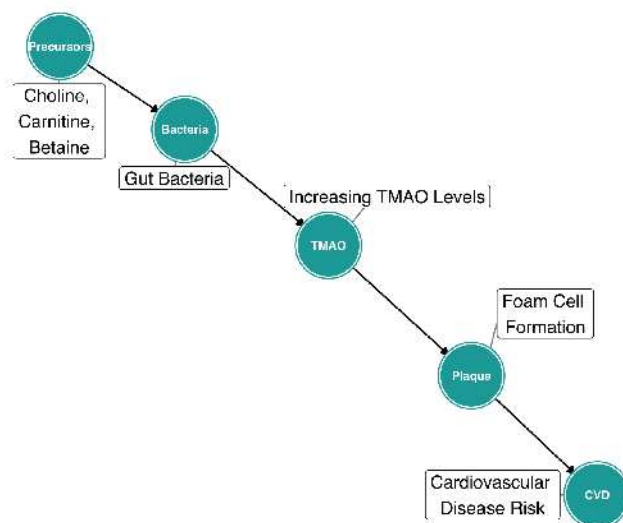 Precursors
Choline,
Carnitine,
Betaine
Bacteria
Gut Bacteria
Increasing TMAO Levels
TMAO
Foam Cell
Formation
Plaque
Cardiovascular
Disease Risk
CVD